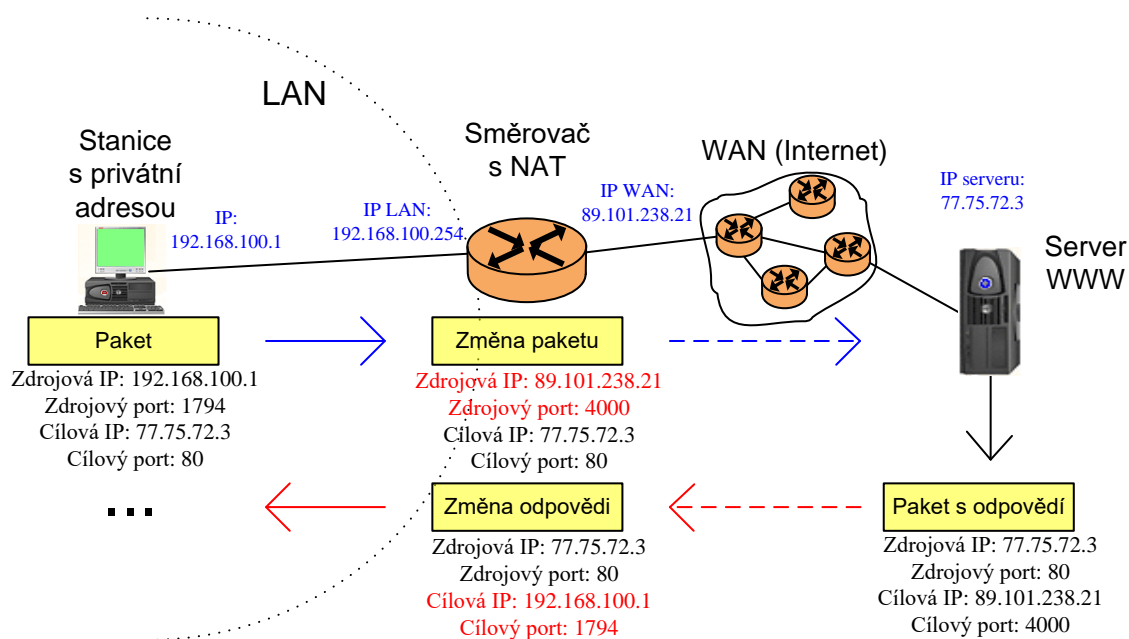 LAN
Stanice
s privátní
adresou
Směrovač
s NAT
WAN (Internet)
Server
WWW
IP:
192.168.100.1
IP LAN:
192.168.100.254
IP WAN:
89.101.238.21
IP serveru:
77.75.72.3
Paket
Zdrojová IP: 192.168.100.1
Zdrojový port: 1794
Cílová IP: 77.75.72.3
Cílový port: 80
Změna paketu
Zdrojová IP: 89.101.238.21
Zdrojový port: 4000
Cílová IP: 77.75.72.3
Cílový port: 80
Paket s odpovědí
Zdrojová IP: 77.75.72.3
Zdrojový port: 80
Cílová IP: 89.101.238.21
Cílový port: 4000
Změna odpovědi
Zdrojová IP: 77.75.72.3
Zdrojový port: 80
Cílová IP: 192.168.100.1
Cílový port: 1794
...